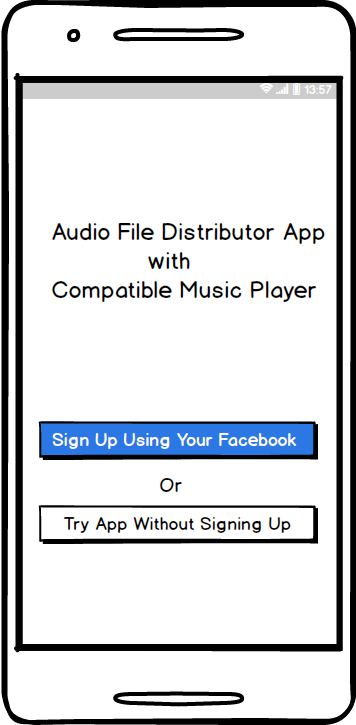 13:57
Audio File Distributor App
with
Compatible Music Player
Sign Up Using Your Facebook
Or
Try App Without Signing Up